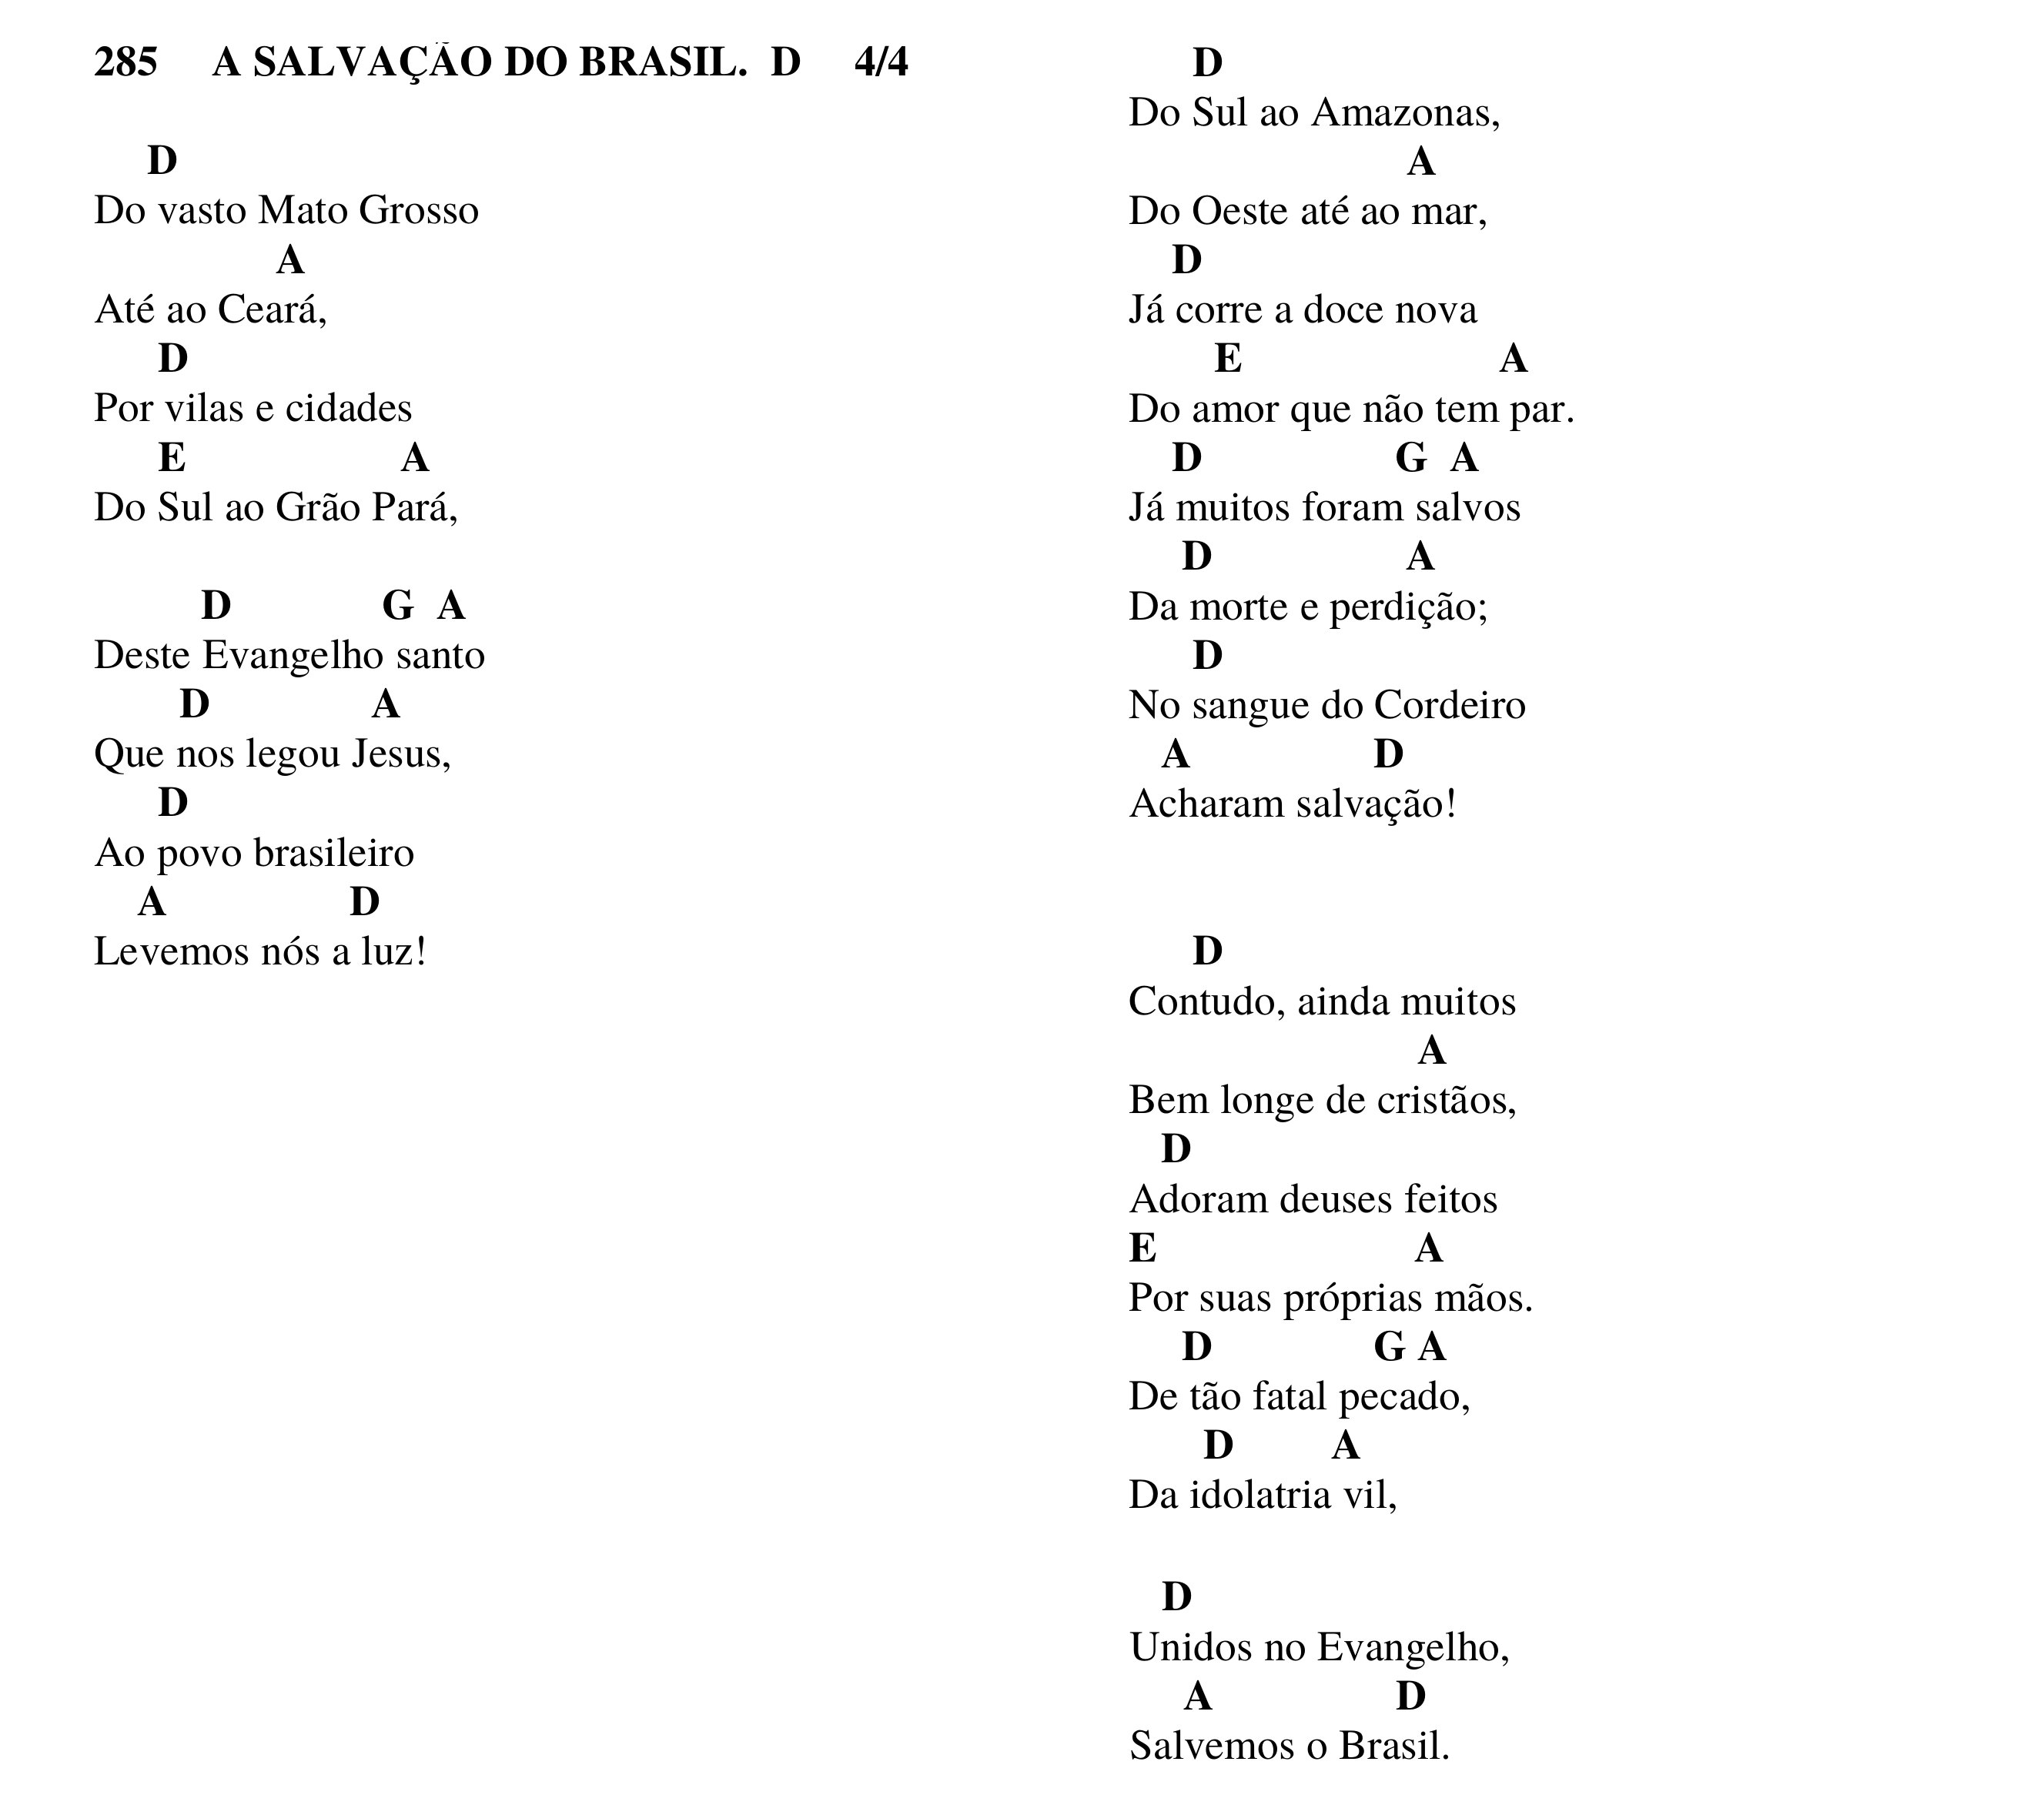 285 A SALVAÇÃO DO BRASIL. D 4/4
D
Do vasto Mato Grosso
A
Até ao Ceará,
D
Por vilas e cidades
E A
Do Sul ao Grão Pará,
D G A
Deste Evangelho santo
D A
Que nos legou Jesus,
D
Ao povo brasileiro
A D
Levemos nós a luz!
D
Do Sul ao Amazonas,
A
Do Oeste até ao mar,
D
Já corre a doce nova
E A
Do amor que não tem par.
D G A
Já muitos foram salvos
D A
Da morte e perdição;
D
No sangue do Cordeiro
A D
Acharam salvação!
D
Contudo, ainda muitos
A
Bem longe de cristãos,
D
Adoram deuses feitos
E A
Por suas próprias mãos.
D G A
De tão fatal pecado,
D A
Da idolatria vil,
D
Unidos no Evangelho,
A D
Salvemos o Brasil.